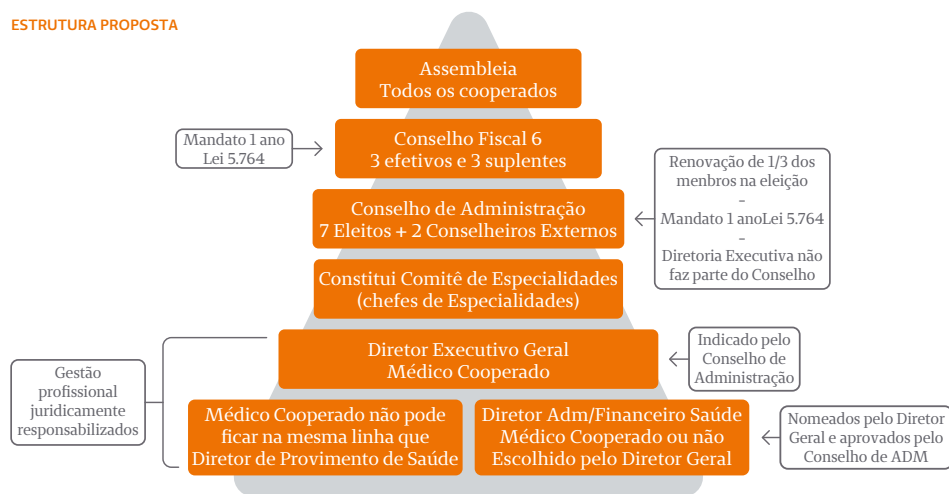 ESTRUTURA PROPOSTA
Assembleia
Todos os cooperados
Mandato 1 ano
Lei 5.764
Conselho Fiscal 6
3 efetivos e 3 suplentes
Conselho de Administração
7 Eleitos + 2 Conselheiros Externos
Renovação de 1/3 dos
menbros na eleição
–
Mandato 1 anoLei 5.764
–
Diretoria Executiva não
faz parte do Conselho
Constitui Comitê de Especialidades
(chefes de Especialidades)
Diretor Executivo Geral
Médico Cooperado
Indicado pelo
Conselho de
Administração
Gestão
profissional
juridicamente
responsabilizados
Médico Cooperado não pode
ficar na mesma linha que
Diretor de Provimento de Saúde
Diretor Adm/Financeiro Saúde
Médico Cooperado ou não
Escolhido pelo Diretor Geral
Nomeados pelo Diretor
Geral e aprovados pelo
Conselho de ADM